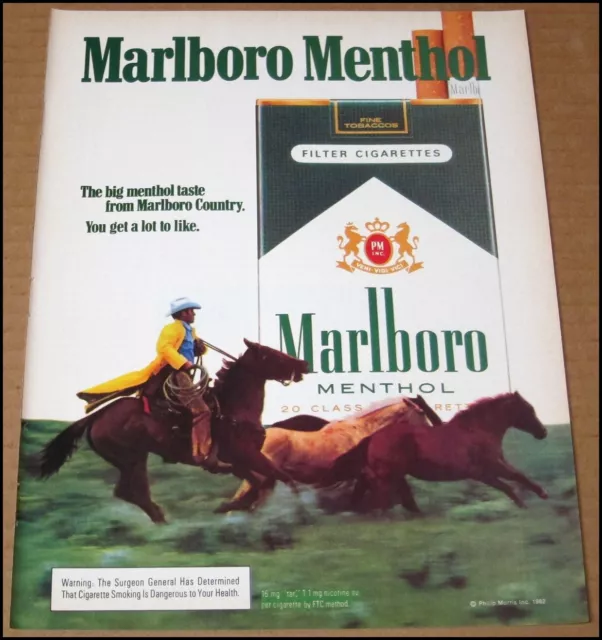 Marlboro Menthol
Marlb
FINE
TOBACCOS
FILTER CIGARETTES
The big menthol taste
from Marlboro Country.
You get a lot to like.
PM
INC.
VENI·VIDI·VICI
Marlboro
MENTHOL
20 CLASS
Warning: The Surgeon General Has Determined
That Cigarette Smoking Is Dangerous to Your Health.
16 mg "tar," 1.1 mg nicotine av.
per cigarette by FTC method.
© Philip Morris Inc. 1982